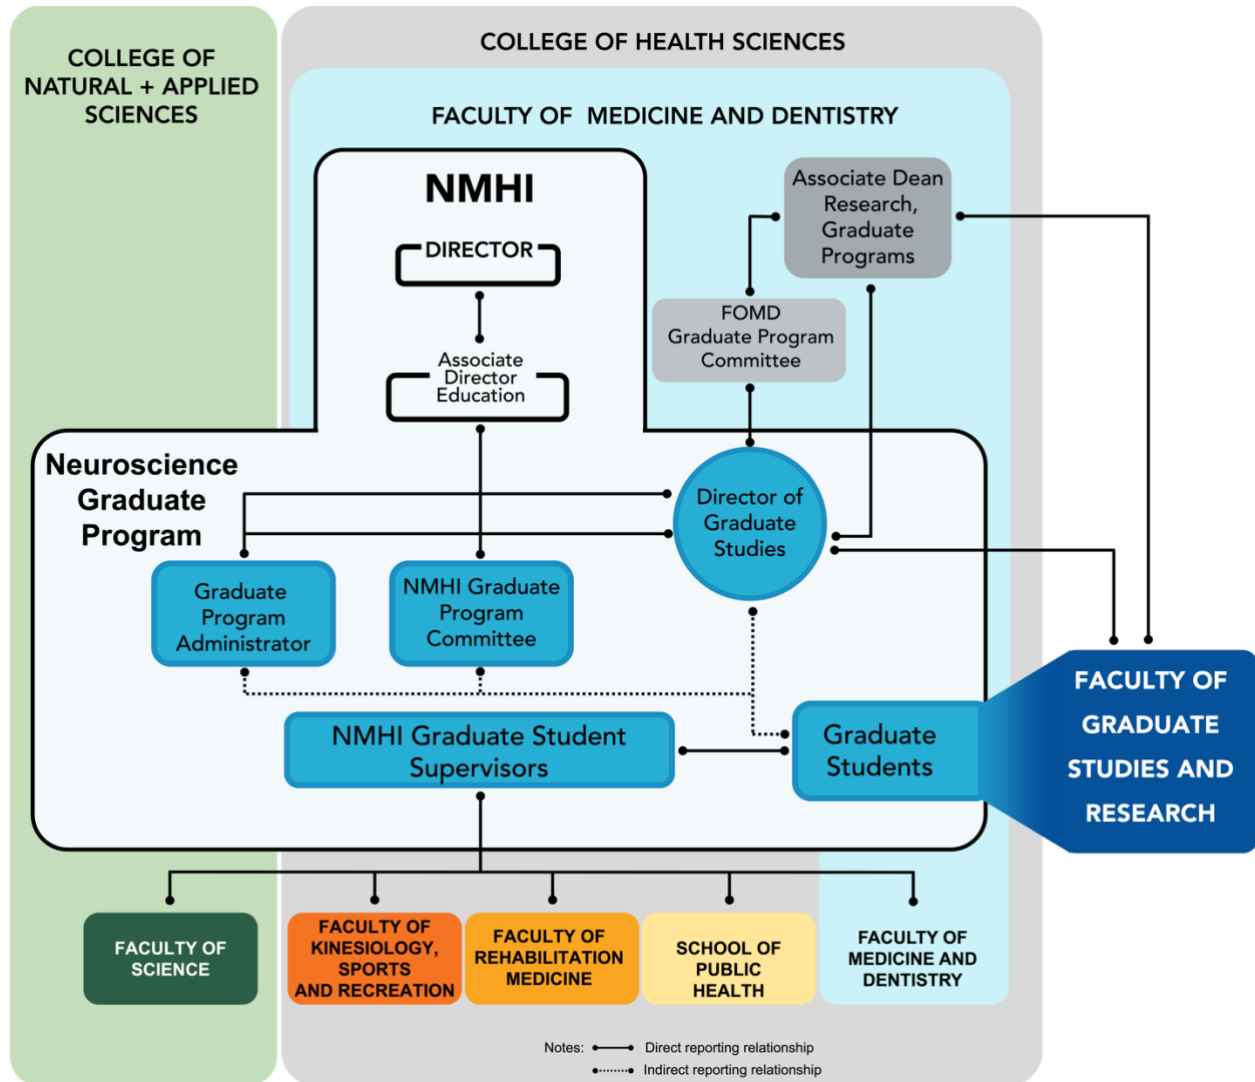 COLLEGE OF
NATURAL + APPLIED
SCIENCES
COLLEGE OF HEALTH SCIENCES
FACULTY OF MEDICINE AND DENTISTRY
NMHI
DIRECTOR
Associate
Director
Education
Associate Dean
Research,
Graduate
Programs
FOMD
Graduate Program
Committee
Neuroscience
Graduate
Program
Director of
Graduate
Studies
Graduate
Program
Administrator
NMHI Graduate
Program
Committee
NMHI Graduate Student
Supervisors
Graduate
Students
FACULTY OF
GRADUATE
STUDIES AND
RESEARCH
FACULTY OF
SCIENCE
FACULTY OF
KINESIOLOGY,
SPORTS
AND RECREATION
FACULTY OF
REHABILITATION
MEDICINE
SCHOOL OF
PUBLIC
HEALTH
FACULTY OF
MEDICINE AND
DENTISTRY
Notes: Direct reporting relationship
Indirect reporting relationship